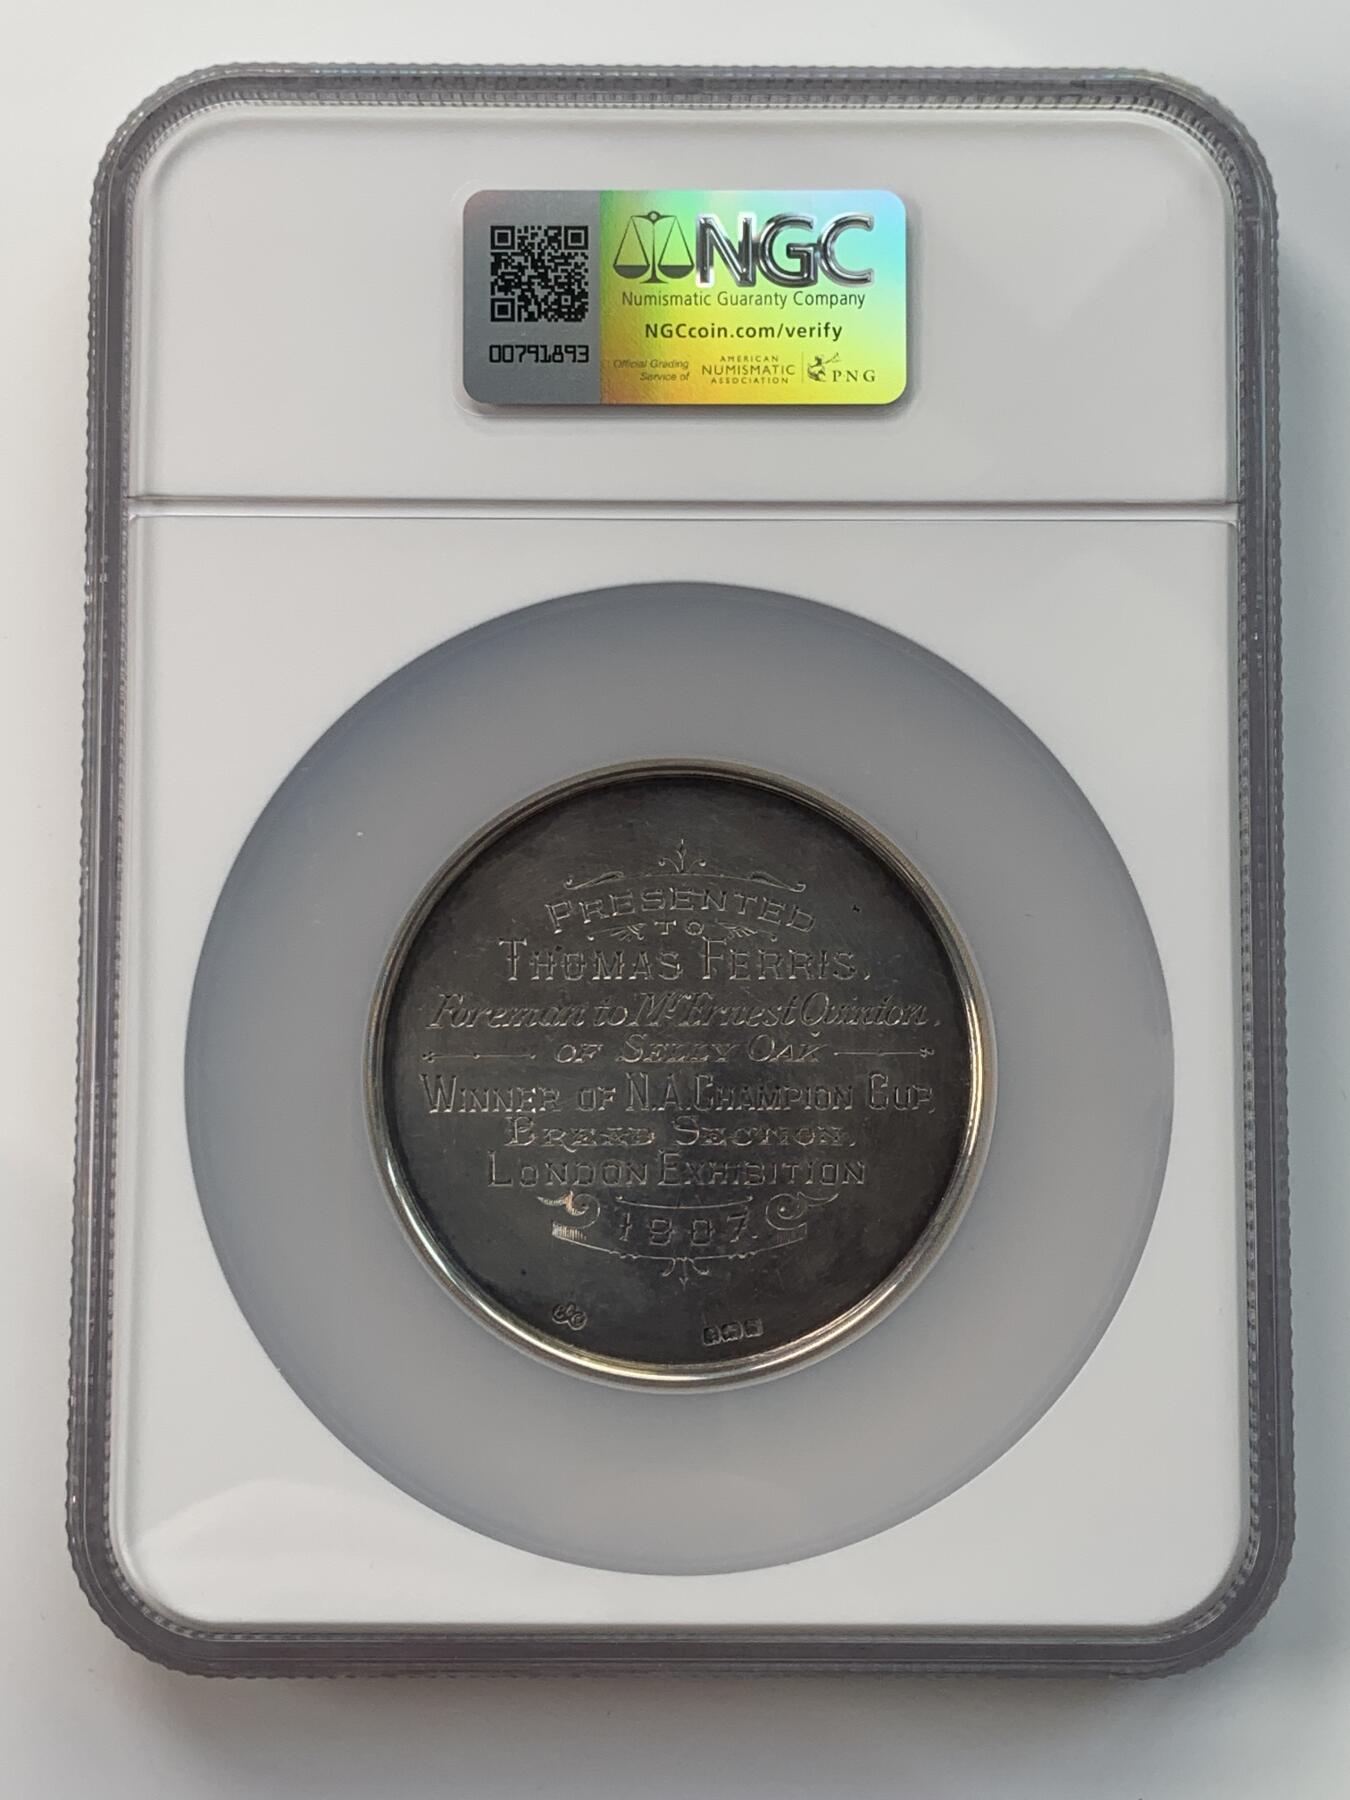 NGC
Numismatic Guaranty Company
NGCcoin.com/verify
00791893
Official Grading
Service of
AMERICAN
NUMISMATIC
ASSOCIATION
PNG
PRESENTED
TO
THOMAS FERRIS,
Foreman to Mr Ernest Quinton,
OF SELLY OAK
WINNER OF N.A. CHAMPION CUP,
BREAD SECTION,
LONDON EXHIBITION
1907